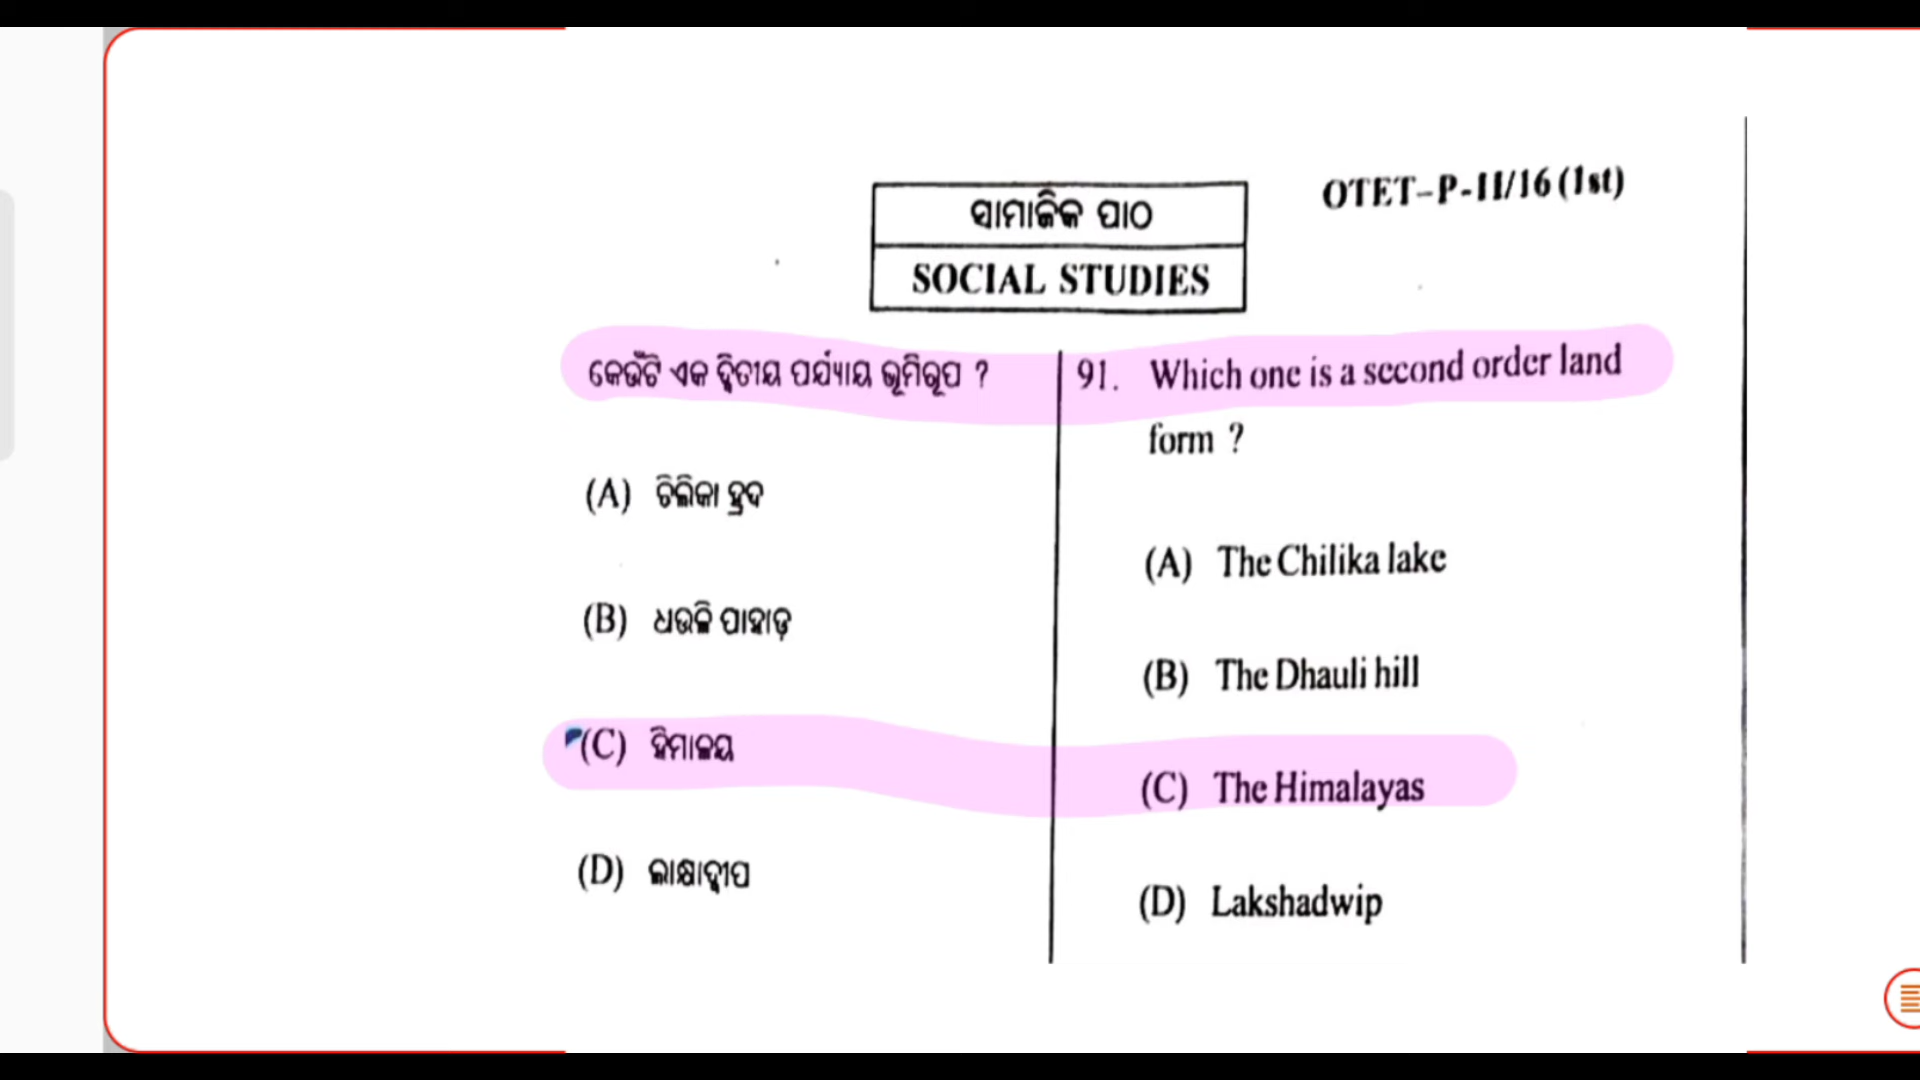 OTET-P-II/16 (1st)
ସାମାଜିକ ପାଠ
SOCIAL STUDIES
କେଉଁଟି ଏକ ଦ୍ଵିତୀୟ ପର୍ଯ୍ୟାୟ ଭୂମିରୂପ ?
(A) ଚିଲିକା ହ୍ରଦ
(B) ଧଉଳି ପାହାଡ଼
(C) ହିମାଳୟ
(D) ଲାକ୍ଷାଦ୍ଵୀପ
91. Which one is a second order land
form ?
(A) The Chilika lake
(B) The Dhauli hill
(C) The Himalayas
(D) Lakshadwip